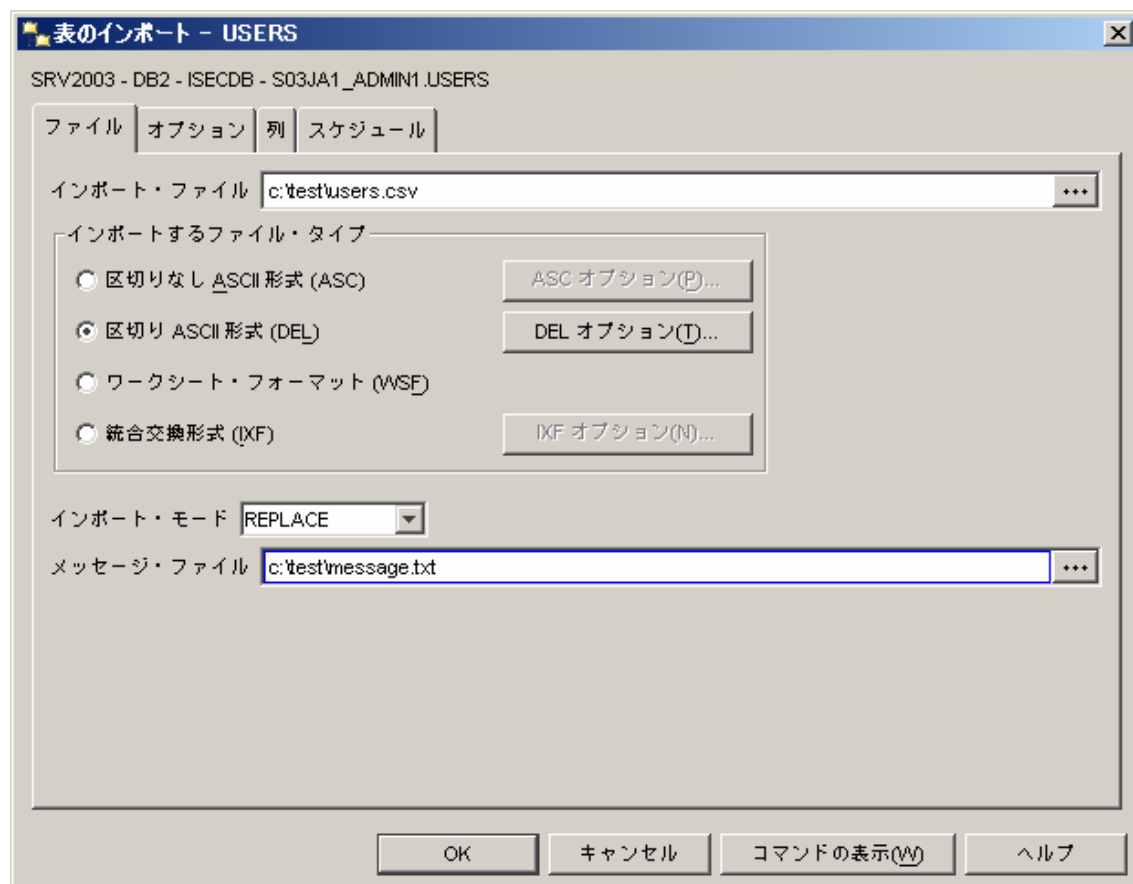 表のインポート - USERS
SRV2003 - DB2 - ISECDB - S03JA1_ADMIN1.USERS
ファイル オプション 列 スケジュール
インポート・ファイル c:\test\users.csv ...
インポートするファイル・タイプ
区切りなし ASCII 形式 (ASC) ASC オプション(P)...
区切り ASCII 形式 (DEL) DEL オプション(T)...
ワークシート・フォーマット (WSF)
統合交換形式 (IXF) IXF オプション(N)...
インポート・モード REPLACE
メッセージ・ファイル c:\test\message.txt ...
OK キャンセル コマンドの表示(W) ヘルプ